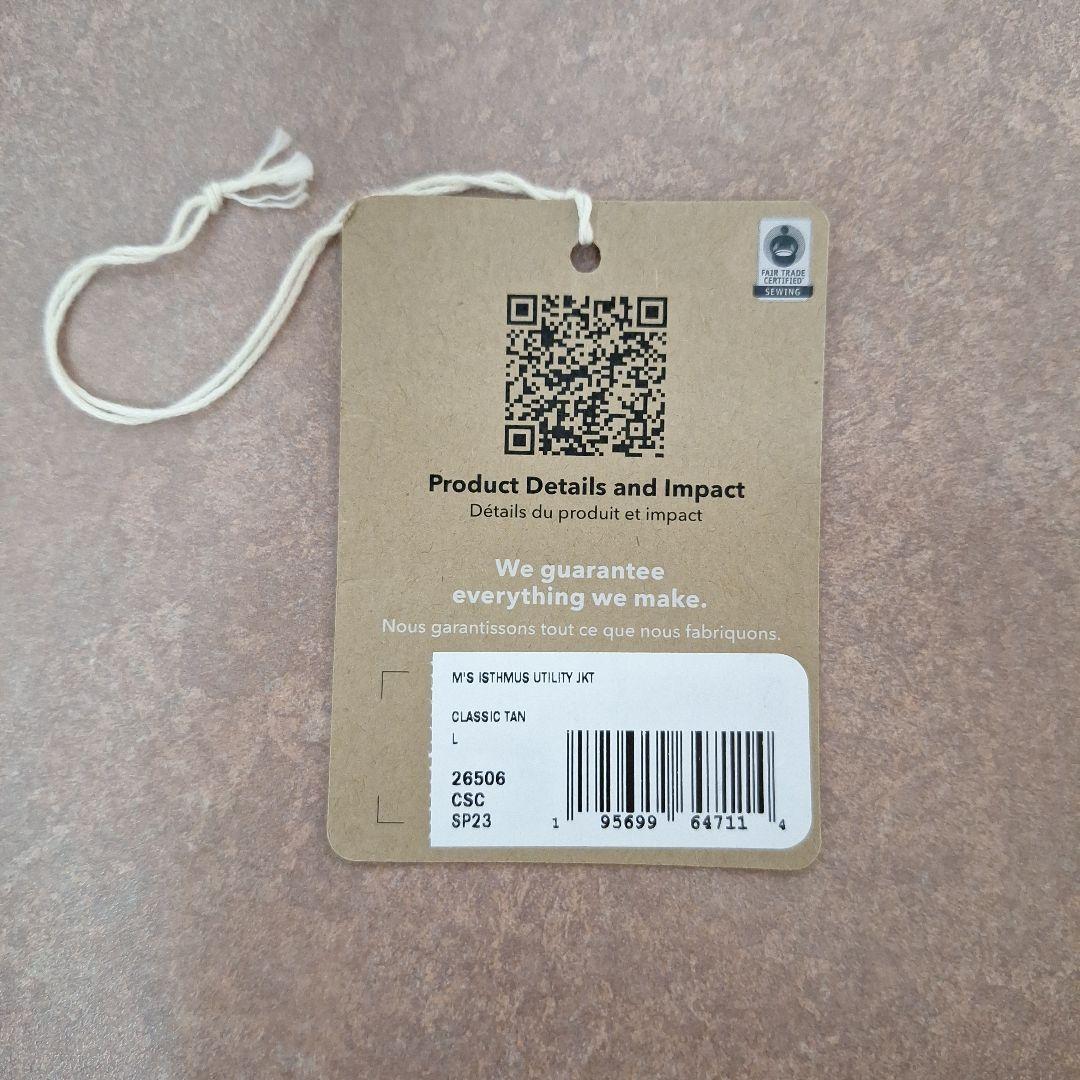 FAIR TRADE
CERTIFIED™
SEWING
Product Details and Impact
Détails du produit et impact
We guarantee
everything we make.
Nous garantissons tout ce que nous fabriquons.
M'S ISTHMUS UTILITY JKT
CLASSIC TAN
L
26506
CSC
SP23
1 95699 64711 4